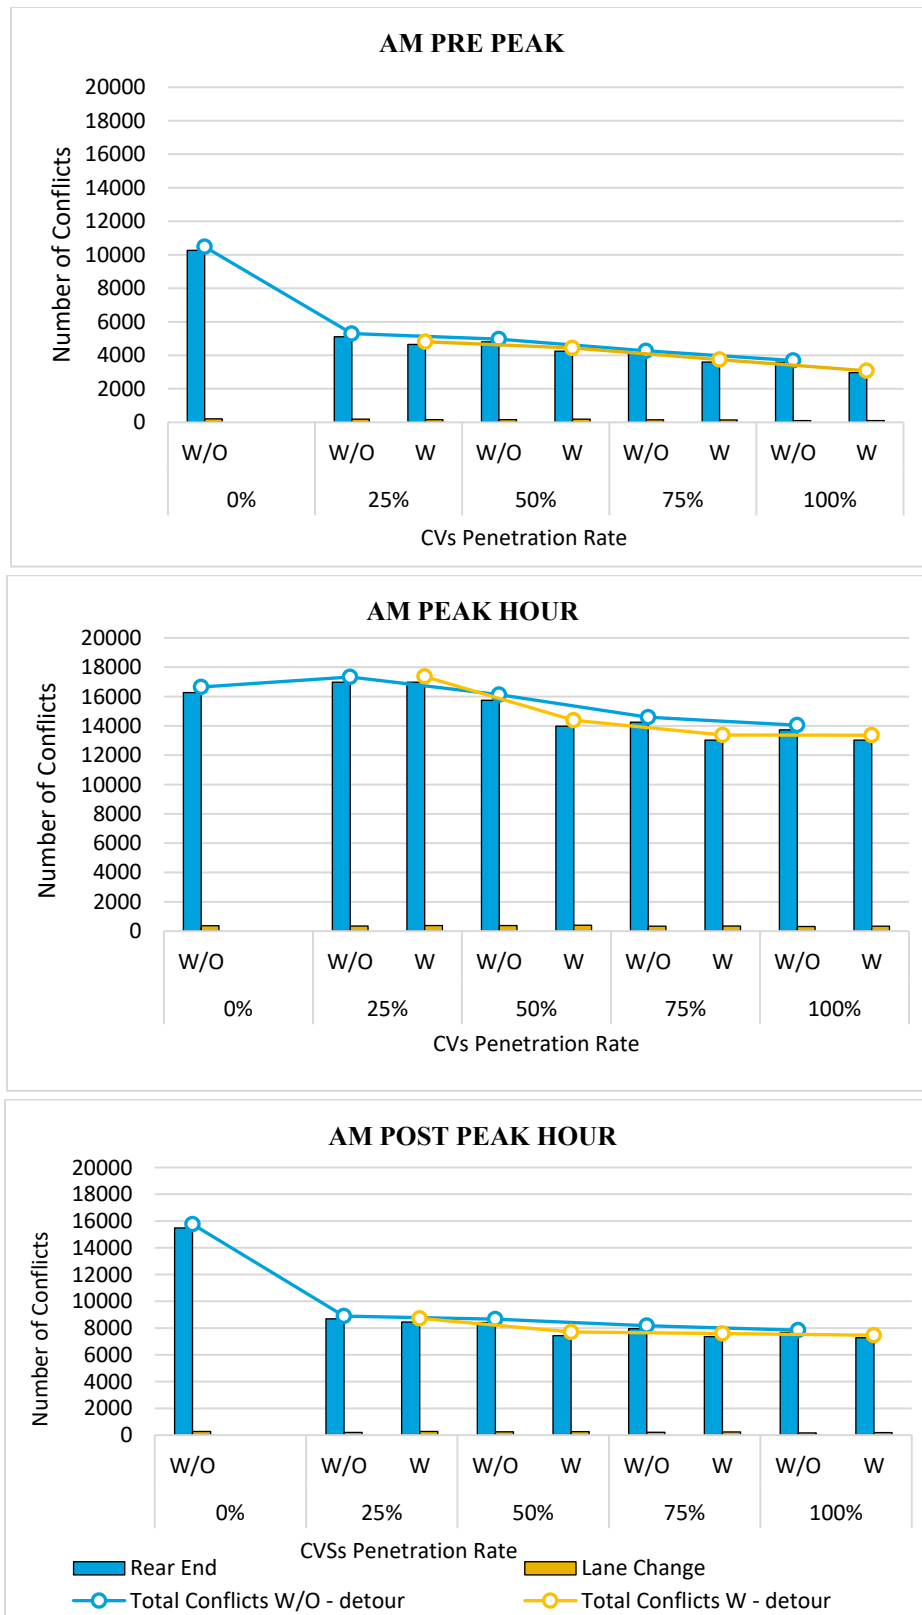 AM PRE PEAK
20000
18000
16000
14000
12000
10000
8000
6000
4000
2000
0
Number of Conflicts
W/O W/O W W/O W W/O W W/O W
0% 25% 50% 75% 100%
CVs Penetration Rate
AM PEAK HOUR
20000
18000
16000
14000
12000
10000
8000
6000
4000
2000
0
Number of Conflicts
W/O W/O W W/O W W/O W W/O W
0% 25% 50% 75% 100%
CVs Penetration Rate
AM POST PEAK HOUR
20000
18000
16000
14000
12000
10000
8000
6000
4000
2000
0
Number of Conflicts
W/O W/O W W/O W W/O W W/O W
0% 25% 50% 75% 100%
CVSs Penetration Rate
Rear End Lane Change
Total Conflicts W/O - detour Total Conflicts W - detour